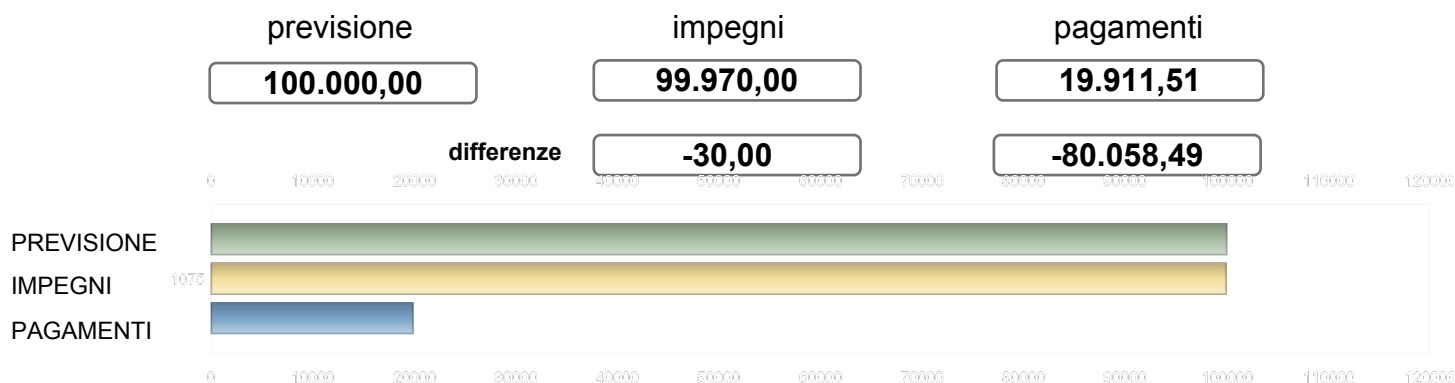 previsione impegni pagamenti
100.000,00 99.970,00 19.911,51
differenze -30,00 -80.058,49
0 10000 20000 30000 40000 50000 60000 70000 80000 90000 100000 110000 120000
PREVISIONE
1075
IMPEGNI
PAGAMENTI
0 10000 20000 30000 40000 50000 60000 70000 80000 90000 100000 110000 120000